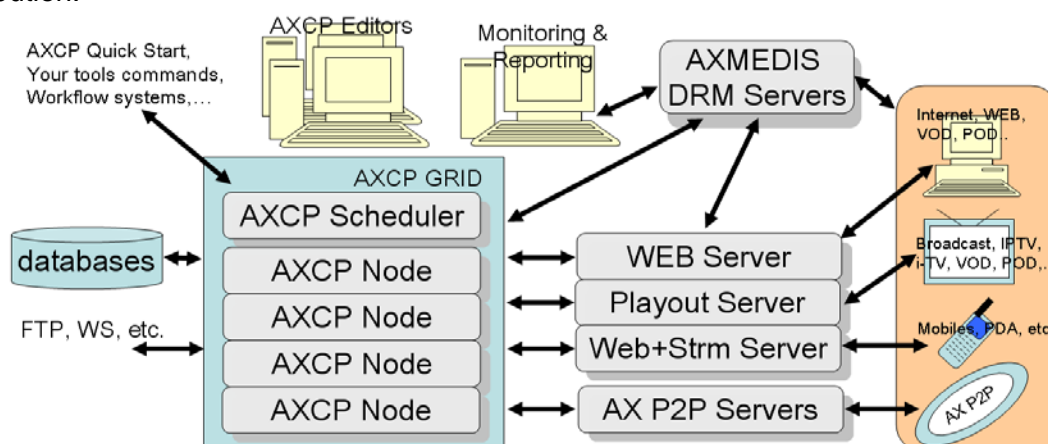 AXCP Editors
AXCP Quick Start,
Your tools commands,
Workflow systems,...
Monitoring &
Reporting
AXMEDIS
DRM Servers
Internet, WEB,
VOD, POD..
AXCP GRID
AXCP Scheduler
databases
AXCP Node
AXCP Node
AXCP Node
AXCP Node
FTP, WS, etc.
WEB Server
Playout Server
Web+Strm Server
AX P2P Servers
Broadcast, IPTV,
i-TV, VOD, POD,..
Mobiles, PDA, etc
AX P2P